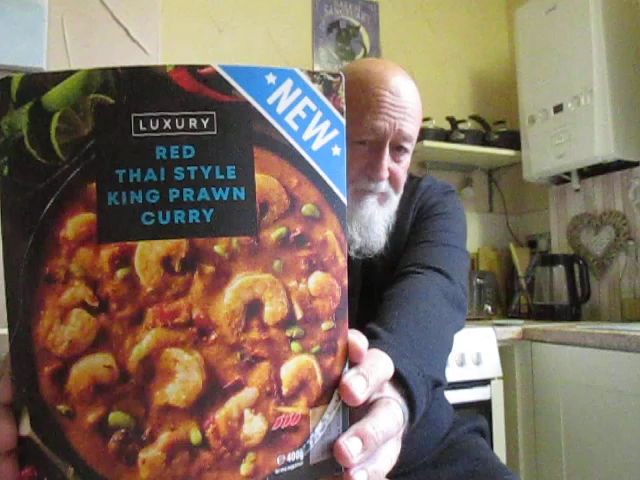 NEW
LUXURY
RED
THAI STYLE
KING PRAWN
CURRY
℮ 400g